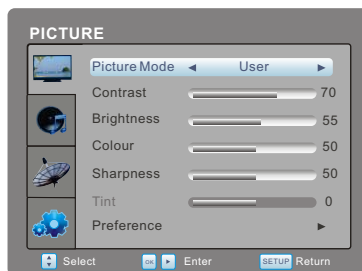 PICTURE
Picture Mode ◄ User ►
Contrast 70
Brightness 55
Colour 50
Sharpness 50
Tint 0
Preference ►
Select OK ► Enter SETUP Return